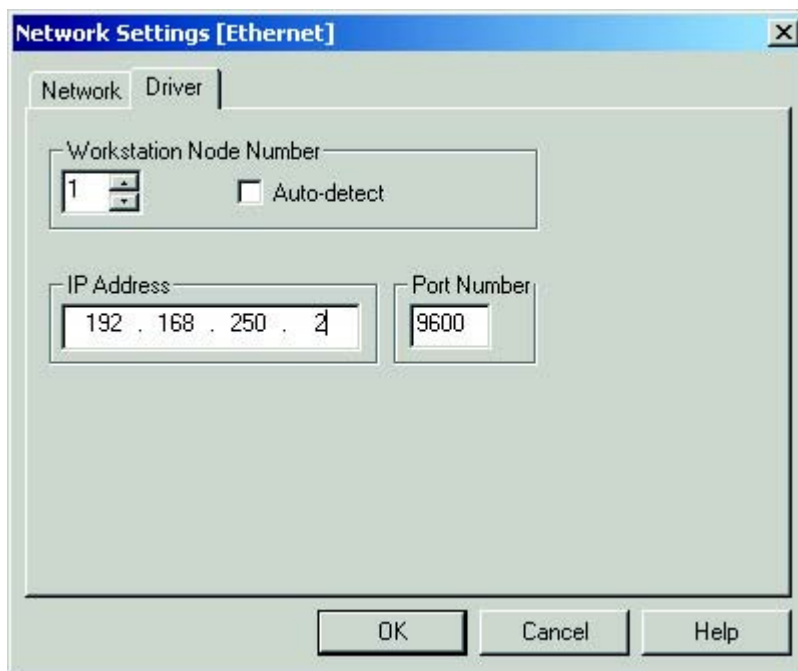 Network Settings [Ethernet]
Network Driver
Workstation Node Number
1 Auto-detect
IP Address Port Number
192 . 168 . 250 . 2 9600
OK Cancel Help